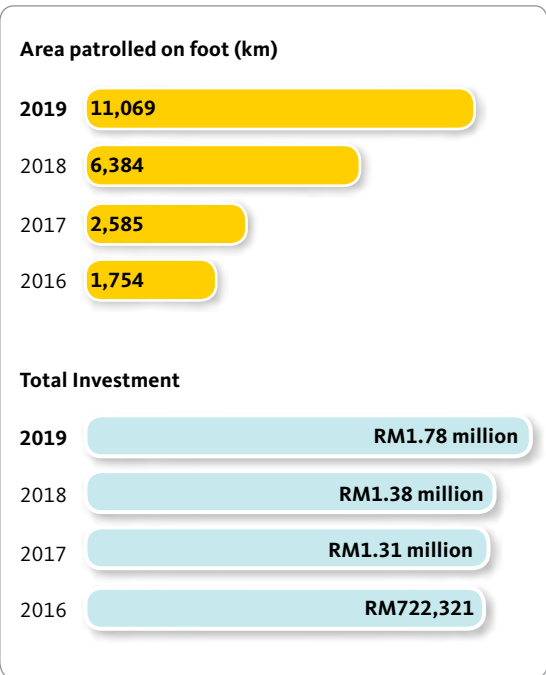 Area patrolled on foot (km)
2019 11,069
2018 6,384
2017 2,585
2016 1,754
Total Investment
2019 RM1.78 million
2018 RM1.38 million
2017 RM1.31 million
2016 RM722,321